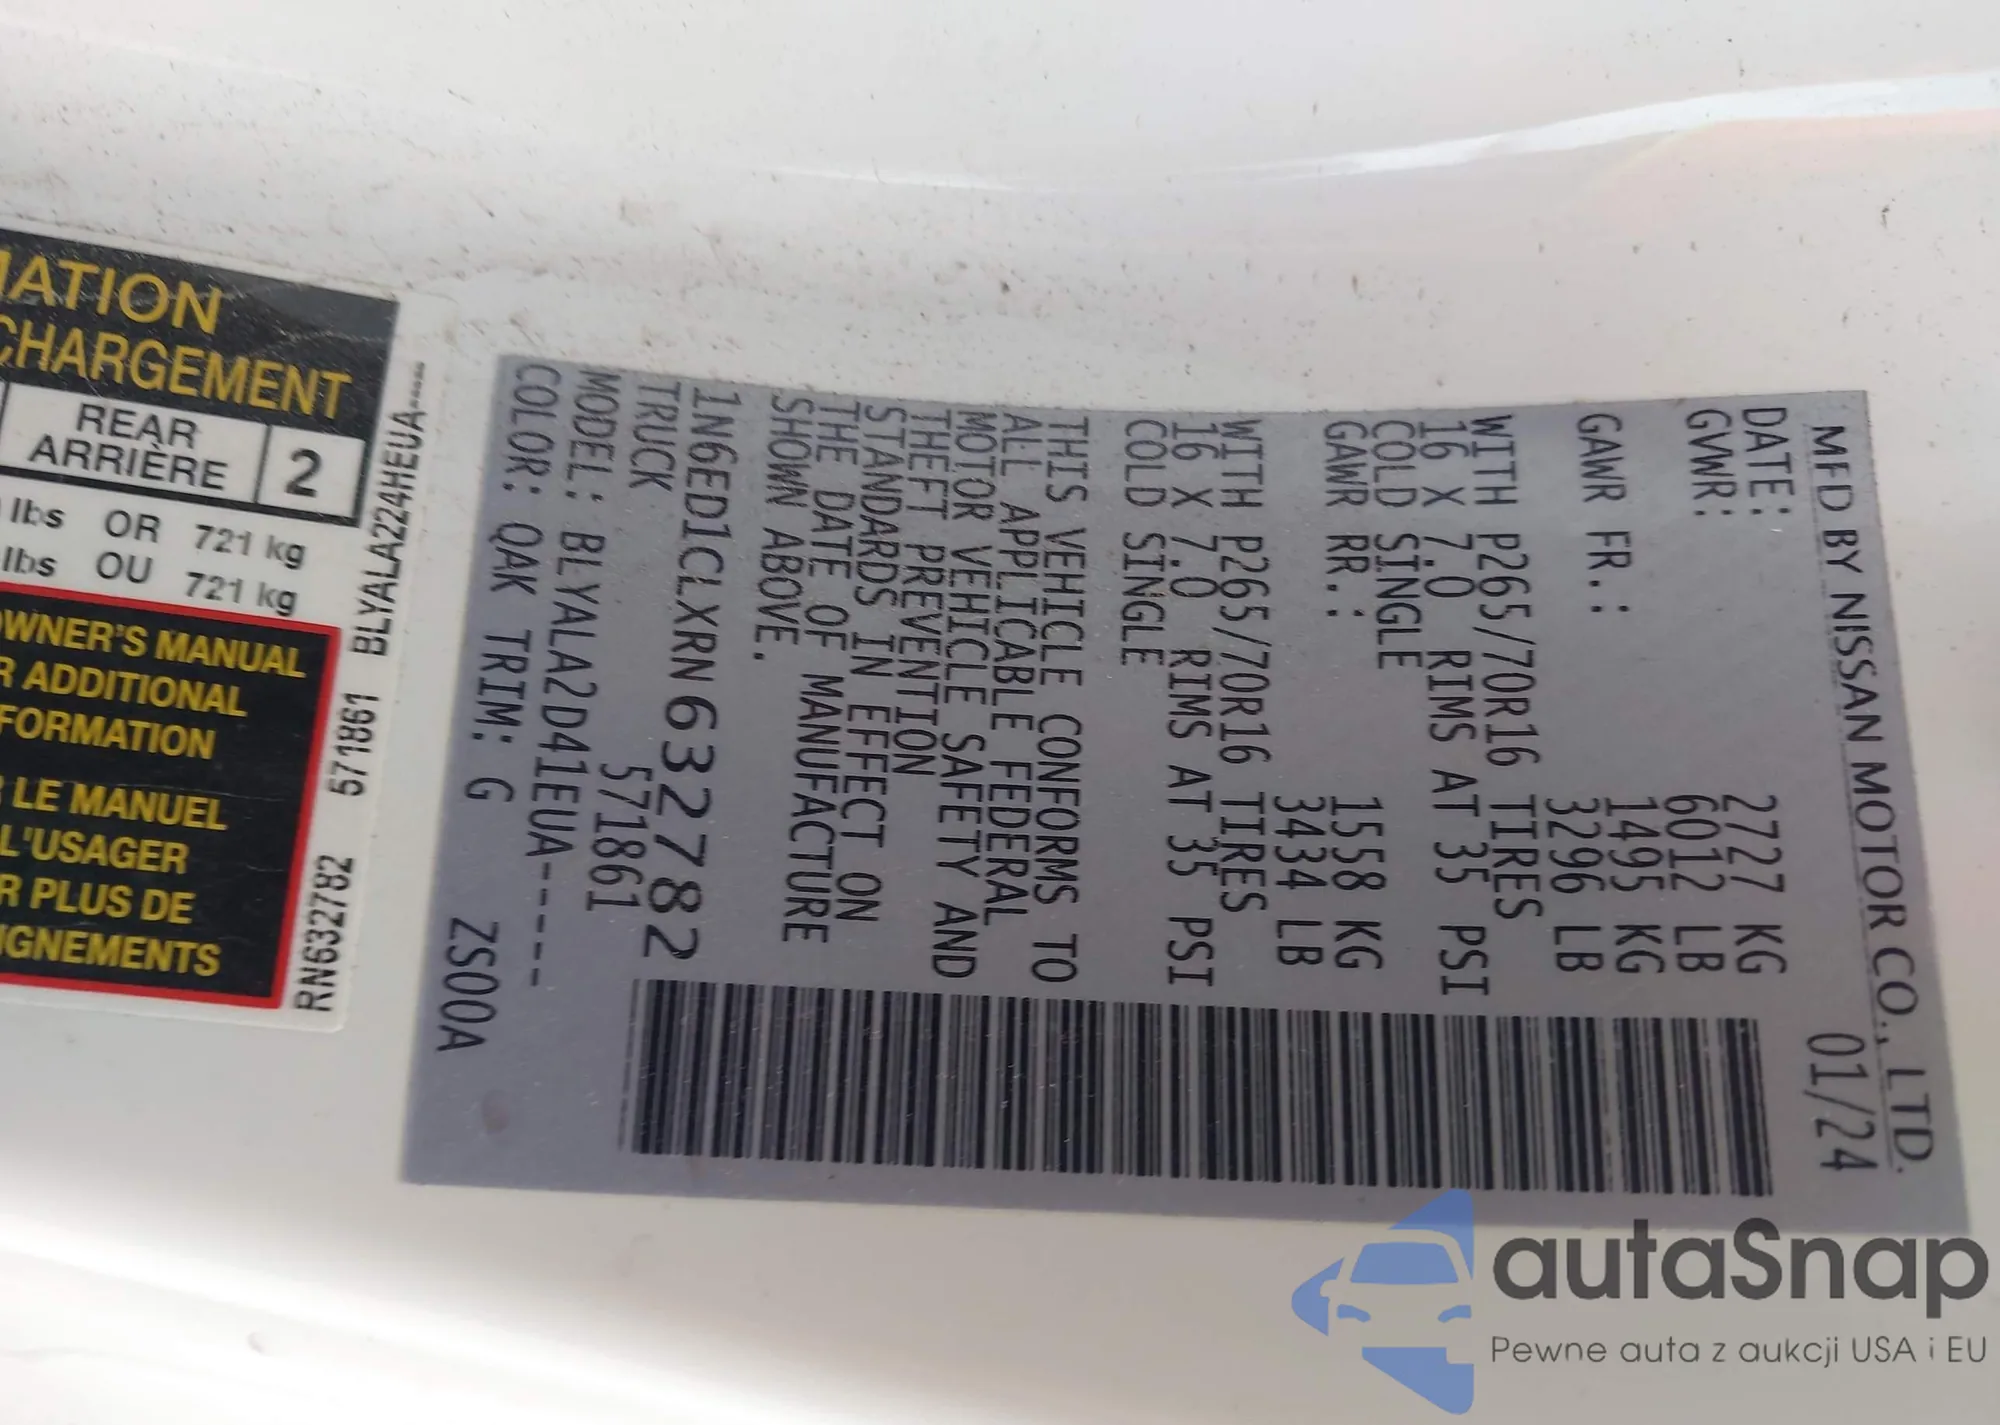 MATION
CHARGEMENT
REAR
ARRIÈRE
2
lbs OR 721 kg
lbs OU 721 kg
OWNER'S MANUAL
R ADDITIONAL
FORMATION
LE MANUEL
L'USAGER
R PLUS DE
IGNEMENTS
RN632782 571861 BLYALA224HEUA-----
MFD BY NISSAN MOTOR CO., LTD.
01/24
DATE:
GVWR: 2727 KG
6012 LB
GAWR FR.: 1495 KG
3296 LB
WITH P265/70R16 TIRES
16 X 7.0 RIMS AT 35 PSI
COLD SINGLE
GAWR RR.: 1558 KG
3434 LB
WITH P265/70R16 TIRES
16 X 7.0 RIMS AT 35 PSI
COLD SINGLE
THIS VEHICLE CONFORMS TO
ALL APPLICABLE FEDERAL
MOTOR VEHICLE SAFETY AND
THEFT PREVENTION
STANDARDS IN EFFECT ON
THE DATE OF MANUFACTURE
SHOWN ABOVE.
1N6ED1CLXRN632782
TRUCK 571861
MODEL: BLYALA2D41EUA-----
COLOR: QAK TRIM: G ZS00A
autaSnap
Pewne auta z aukcji USA i EU